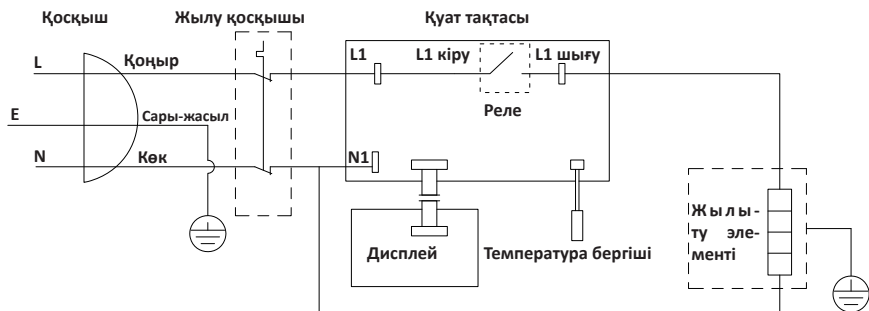 Қосқыш
Жылу қосқышы
Қуат тақтасы
L
Қоңыр
L1
L1 кіру
L1 шығу
Реле
E
Сары-жасыл
N
Көк
N1
Дисплей
Температура бергіші
Жылы-
ту эле-
менті